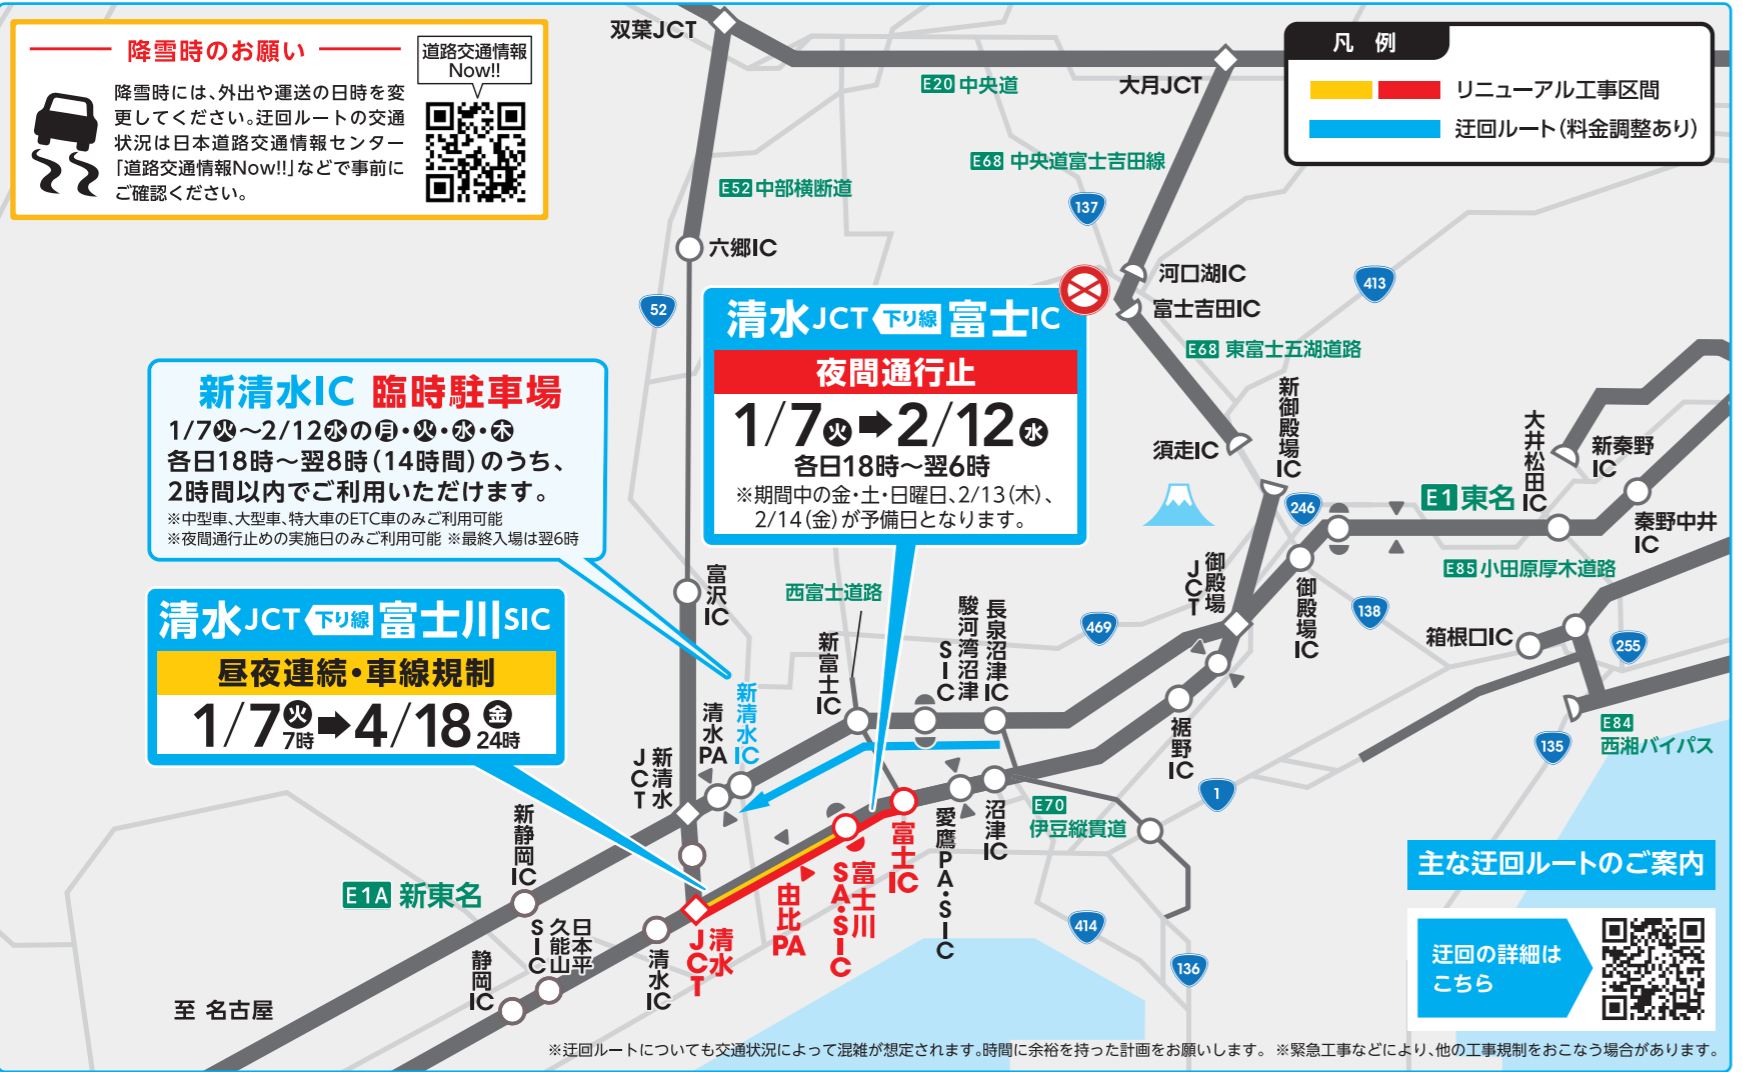 降雪時のお願い
降雪時には、外出や運送の日時を変
更してください。迂回ルートの交通
状況は日本道路交通情報センター
「道路交通情報Now!!」などで事前に
ご確認ください。
道路交通情報
Now!!
凡 例
リニューアル工事区間
迂回ルート(料金調整あり)
双葉JCT
E20 中央道
大月JCT
E68 中央道富士吉田線
E52 中部横断道
137
六郷IC
河口湖IC
413
52
富士吉田IC
E68 東富士五湖道路
清水JCT 下り線 富士IC
夜間通行止
1/7火➡2/12水
各日18時～翌6時
※期間中の金・土・日曜日、2/13(木)、
2/14(金)が予備日となります。
新清水IC 臨時駐車場
1/7火～2/12水の月・火・水・木
各日18時～翌8時(14時間)のうち、
2時間以内でご利用いただけます。
※中型車、大型車、特大車のETC車のみご利用可能
※夜間通行止めの実施日のみご利用可能 ※最終入場は翌6時
清水JCT 下り線 富士川SIC
昼夜連続・車線規制
1/7火7時➡4/18金24時
須走IC
新御殿場IC
大井松田IC
新秦野
IC
E1 東名
246
秦野中井
IC
E85 小田原厚木道路
御殿場
JCT
御殿場IC
138
箱根口IC
255
富沢IC
西富士道路
469
駿河湾沼津
SIC
長泉沼津IC
新富士IC
新清水IC
清水PA
新清水
JCT
裾野IC
E84
西湘バイパス
135
1
E70
伊豆縦貫道
沼津IC
愛鷹PA・SIC
富士IC
富士川
SA・SIC
由比PA
清水
JCT
新静岡IC
E1A 新東名
日本平
久能山
SIC
静岡IC
清水IC
414
136
至 名古屋
主な迂回ルートのご案内
迂回の詳細は
こちら
※迂回ルートについても交通状況によって混雑が想定されます。時間に余裕を持った計画をお願いします。 ※緊急工事などにより、他の工事規制をおこなう場合があります。